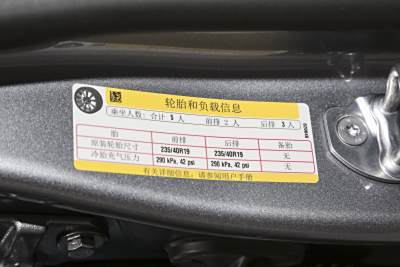 轮胎和负载信息
乘坐人数: 合计 5 人 前排 2 人 后排 3 人
胎 前排 后排 备胎
原装轮胎尺寸 235/40R19 235/40R19 无
冷胎充气压力 290 kPa, 42 psi 290 kPa, 42 psi 无
有关详细信息, 请参阅用户手册